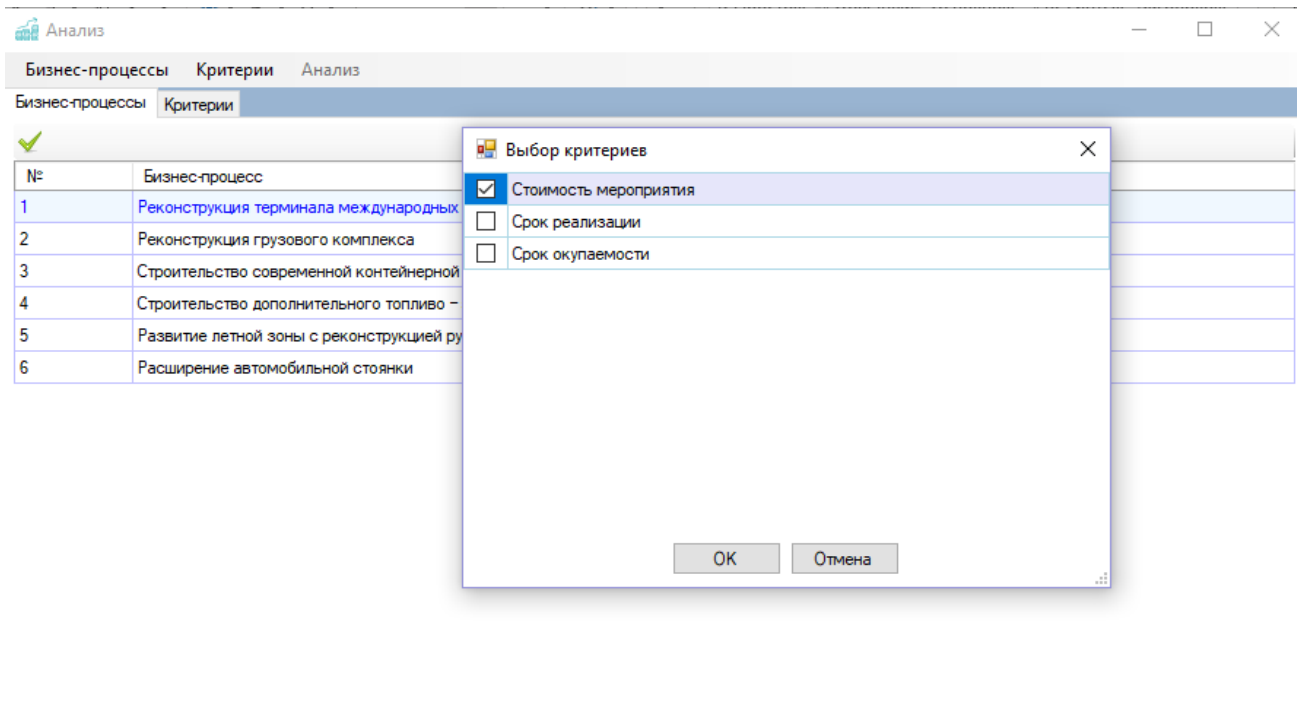 Анализ
Бизнес-процессы Критерии Анализ
Бизнес-процессы Критерии
№ Бизнес-процесс
1 Реконструкция терминала международных
2 Реконструкция грузового комплекса
3 Строительство современной контейнерной
4 Строительство дополнительного топливо –
5 Развитие летной зоны с реконструкцией ру
6 Расширение автомобильной стоянки
Выбор критериев
Стоимость мероприятия
Срок реализации
Срок окупаемости
OK Отмена